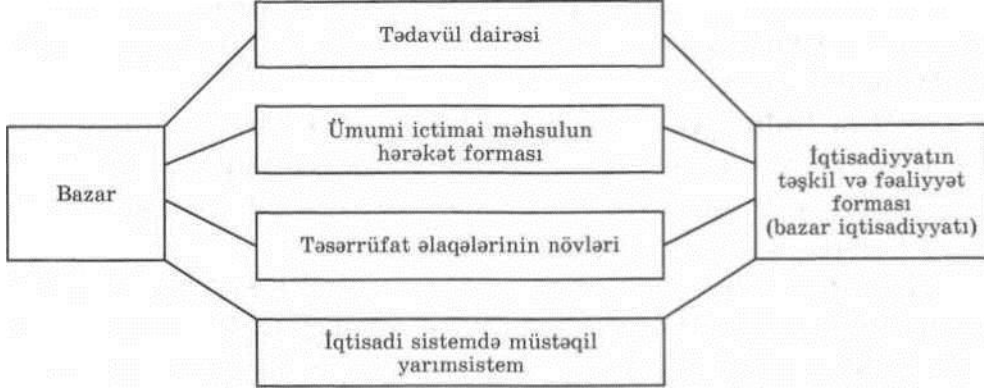 Tədavül dairəsi
Ümumi ictimai məhsulun
hərəkət forması
Bazar
Təsərrüfat əlaqələrinin növləri
İqtisadi sistemdə müstəqil
yarımsistem
İqtisadiyyatın
təşkil və fəaliyyət
forması
(bazar iqtisadiyyatı)